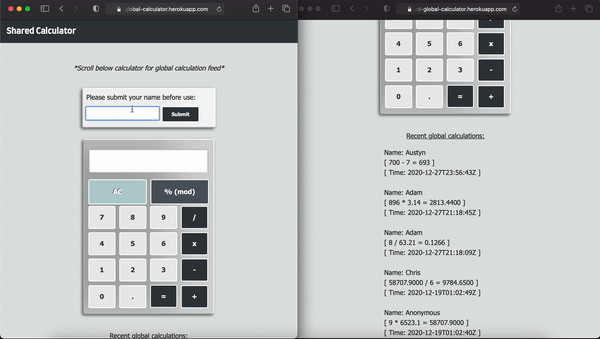 global-calculator.herokuapp.com
Shared Calculator
*Scroll below calculator for global calculation feed*
Please submit your name before use:
Submit
AC % (mod)
7 8 9 /
4 5 6 x
1 2 3 -
0 . = +
Recent global calculations:
d-global-calculator.herokuapp.com
4 5 6 x
1 2 3 -
0 . = +
Recent global calculations:
Name: Austyn
[ 700 - 7 = 693 ]
[ Time: 2020-12-27T23:56:43Z ]
Name: Adam
[ 896 * 3.14 = 2813.4400 ]
[ Time: 2020-12-27T21:18:45Z ]
Name: Adam
[ 8 / 63.21 = 0.1266 ]
[ Time: 2020-12-27T21:18:09Z ]
Name: Chris
[ 58707.9000 / 6 = 9784.6500 ]
[ Time: 2020-12-19T01:02:49Z ]
Name: Anonymous
[ 9 * 6523.1 = 58707.9000 ]
[ Time: 2020-12-19T01:02:40Z ]